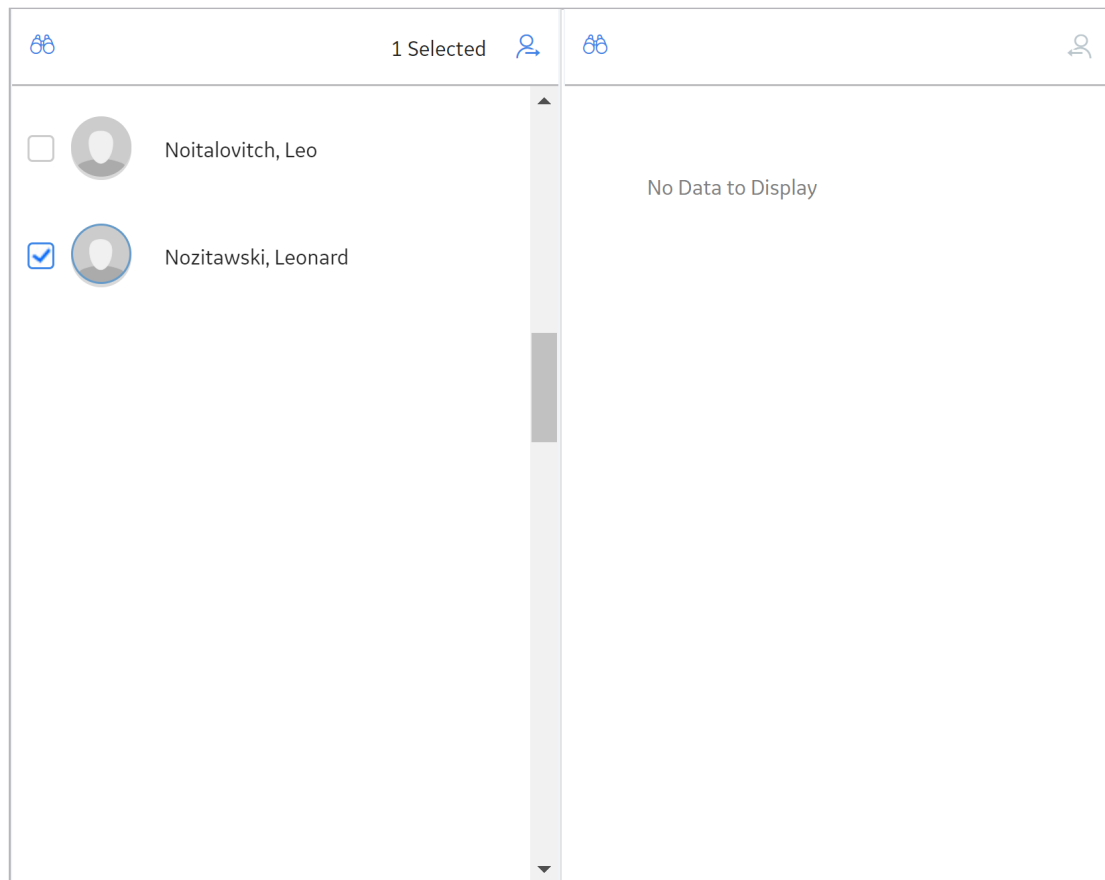 1 Selected
Noitalovitch, Leo
Nozitawski, Leonard
No Data to Display